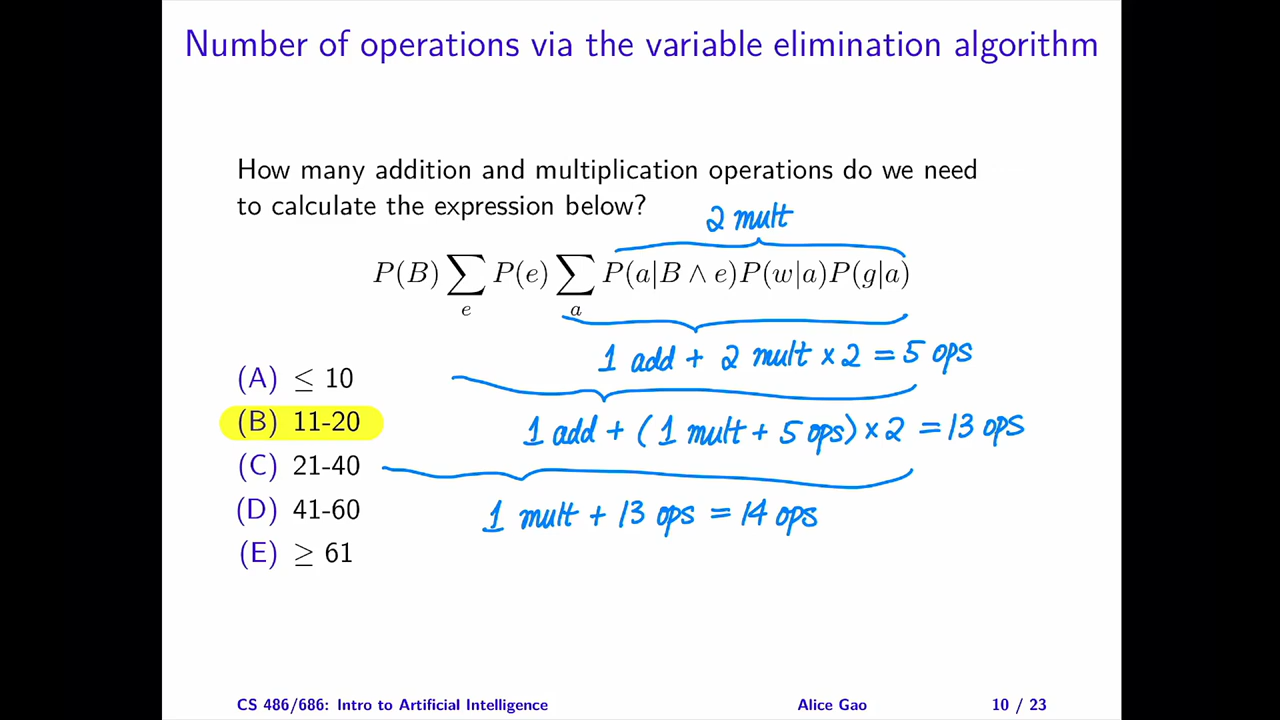 Number of operations via the variable elimination algorithm
How many addition and multiplication operations do we need
to calculate the expression below?
2 mult
P(B) ∑ P(e) ∑ P(a|B ∧ e)P(w|a)P(g|a)
e a
1 add + 2 mult × 2 = 5 ops
(A) ≤ 10
(B) 11-20
1 add + (1 mult + 5 ops) × 2 = 13 ops
(C) 21-40
(D) 41-60
1 mult + 13 ops = 14 ops
(E) ≥ 61
CS 486/686: Intro to Artificial Intelligence Alice Gao 10 / 23